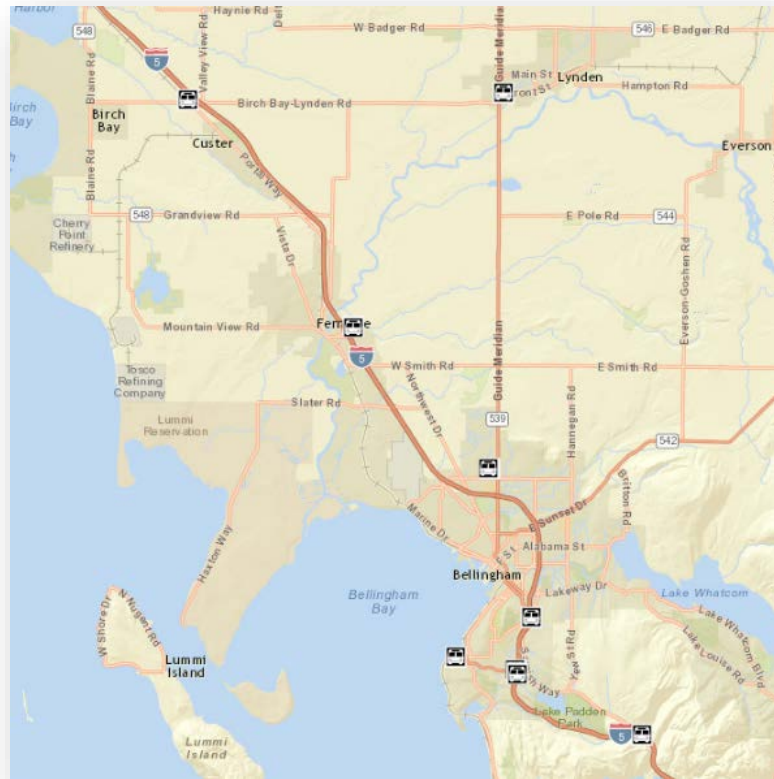 Harbor
548
Haynie Rd
W Badger Rd
546
E Badger Rd
Valley View Rd
Guide Meridian
5
Blaine Rd
Main St
Lynden
Hampton Rd
Birch
Bay
Birch
Bay
Birch Bay-Lynden Rd
Custer
Everson
Portal Way
Blaine Rd
548
Grandview Rd
E Pole Rd
544
Cherry
Point
Refinery
Vista Dr
Everson-Goshen Rd
Mountain View Rd
5
W Smith Rd
E Smith Rd
Tosco
Refining
Company
Guide Meridian
Northwest Dr
Slater Rd
Lummi
Reservation
539
Hannegan Rd
542
Britton Rd
Haxton Way
Marine Dr
E Sunset Dr
E St
Alabama St
Bellingham
Bellingham
Bay
Lakeway Dr
Lake Whatcom
W Shore Dr
N Nugent Rd
Lake Whatcom Blvd
Lake Louise Rd
Yew St Rd
Lummi
Island
Way
Lake Padden
Park
5
Lummi
Island